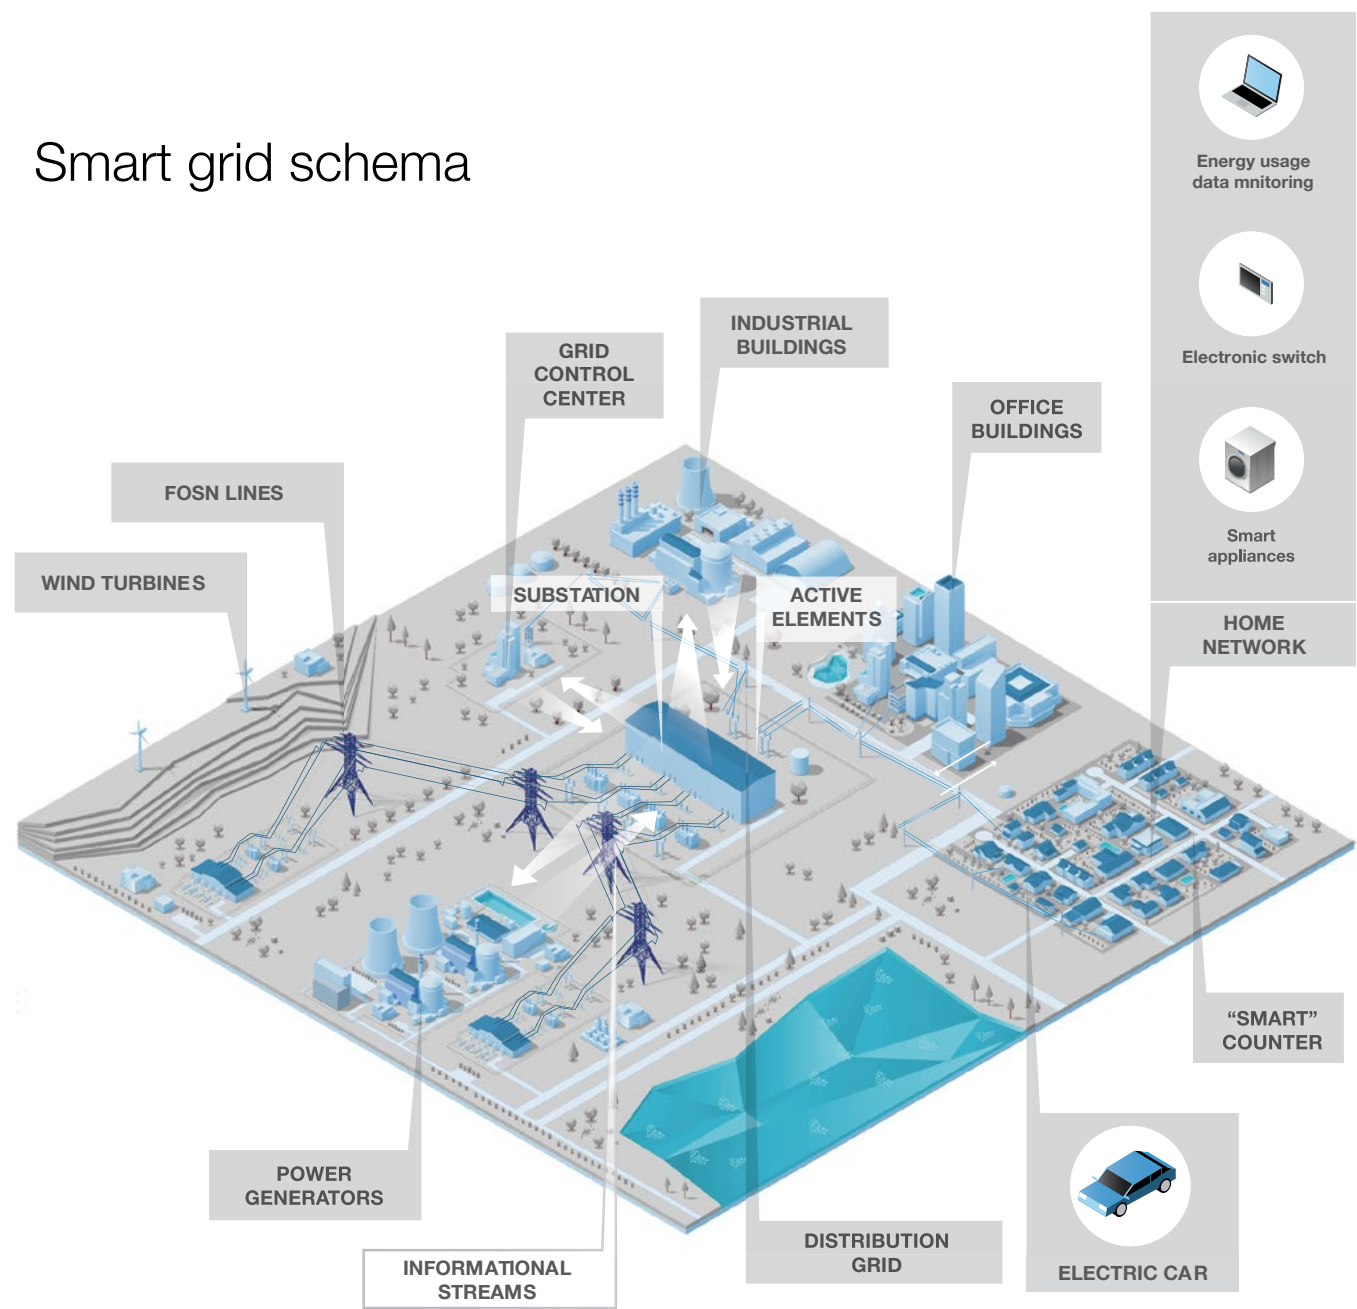 Smart grid schema
Energy usage
data mnitoring
Electronic switch
Smart
appliances
HOME
NETWORK
INDUSTRIAL
BUILDINGS
GRID
CONTROL
CENTER
OFFICE
BUILDINGS
FOSN LINES
WIND TURBINES
SUBSTATION
ACTIVE
ELEMENTS
"SMART"
COUNTER
POWER
GENERATORS
INFORMATIONAL
STREAMS
DISTRIBUTION
GRID
ELECTRIC CAR